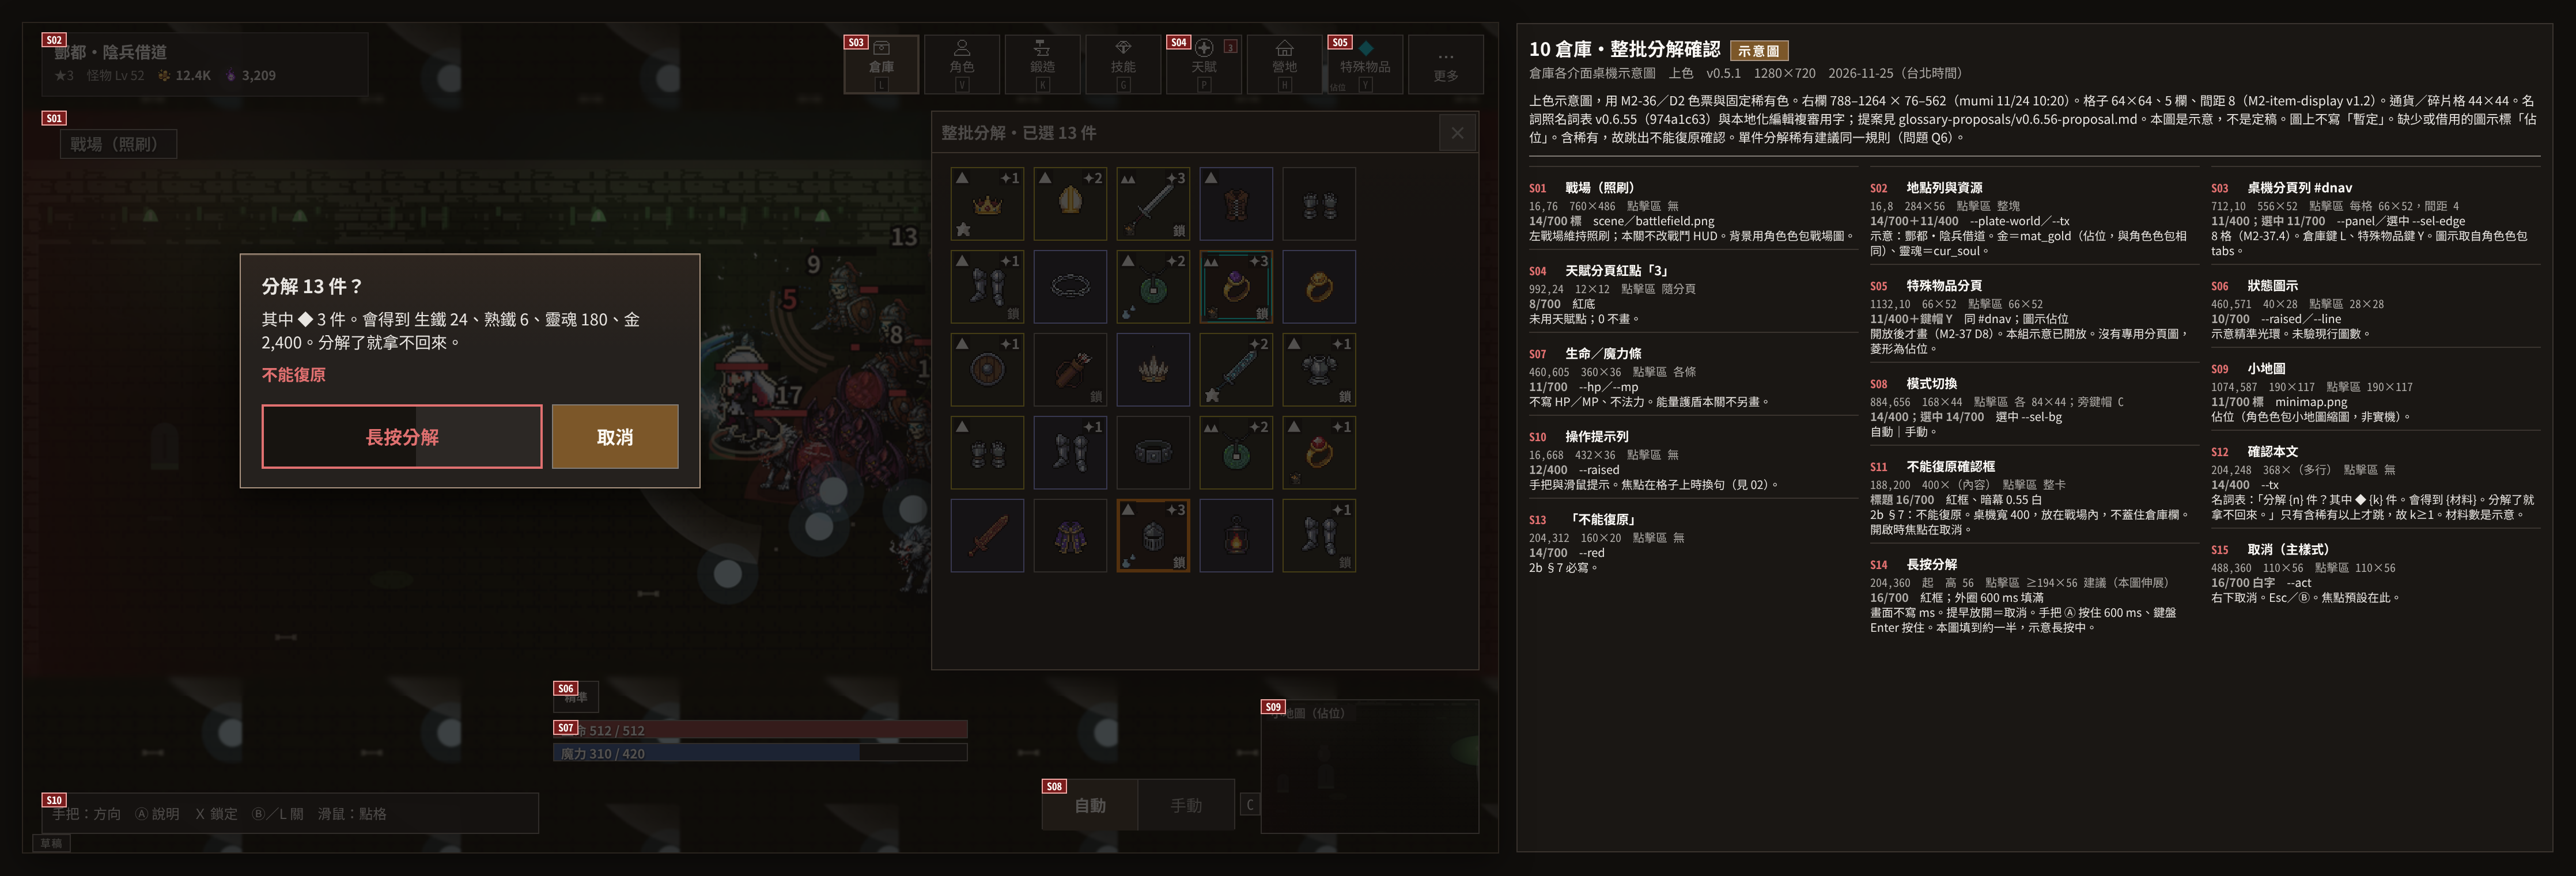 S02
酆都・陰兵借道
★3 怪物 Lv 52 12.4K 3,209
S03
倉庫
L
角色
V
鍛造
K
技能
G
S04
3
天賦
P
營地
H
S05
特殊物品
佔位
Y
…
更多
S01
戰場（照刷）
整批分解・已選 13 件
×
✦1
✦2
✦3
鎖
✦1
鎖
✦2
✦3
鎖
✦1
鎖
✦2
✦1
鎖
✦1
✦2
✦1
✦3
鎖
✦1
鎖
13
9
5
8
17
分解 13 件？
其中 ◆ 3 件。會得到 生鐵 24、熟鐵 6、靈魂 180、金
2,400。分解了就拿不回來。
不能復原
長按分解
取消
S06
精準
S07
命 512 / 512
魔力 310 / 420
S09
地圖（佔位）
S08
自動
手動
C
S10
手把：方向 Ⓐ 說明 X 鎖定 Ⓑ／L 關 滑鼠：點格
草稿
10 倉庫・整批分解確認 示意圖
倉庫各介面桌機示意圖 上色 v0.5.1 1280×720 2026-11-25（台北時間）
上色示意圖，用 M2-36／D2 色票與固定稀有色。右欄 788–1264 × 76–562（mumi 11/24 10:20）。格子 64×64、5 欄、間距 8（M2-item-display v1.2）。通貨／碎片格 44×44。名
詞照名詞表 v0.6.55（974a1c63）與本地化編輯複審用字；提案見 glossary-proposals/v0.6.56-proposal.md。本圖是示意，不是定稿。圖上不寫「暫定」。缺少或借用的圖示標「佔
位」。含稀有，故跳出不能復原確認。單件分解稀有建議同一規則（問題 Q6）。
S01 戰場（照刷）
16,76 760×486 點擊區 無
14/700 標 scene／battlefield.png
左戰場維持照刷；本關不改戰鬥 HUD。背景用角色色包戰場圖。
S04 天賦分頁紅點「3」
992,24 12×12 點擊區 隨分頁
8/700 紅底
未用天賦點；0 不畫。
S07 生命／魔力條
460,605 360×36 點擊區 各條
11/700 --hp／--mp
不寫 HP／MP、不法力。能量護盾本關不另畫。
S10 操作提示列
16,668 432×36 點擊區 無
12/400 --raised
手把與滑鼠提示。焦點在格子上時換句（見 02）。
S13 「不能復原」
204,312 160×20 點擊區 無
14/700 --red
2b §7 必寫。
S02 地點列與資源
16,8 284×56 點擊區 整塊
14/700＋11/400 --plate-world／--tx
示意：酆都・陰兵借道。金＝mat_gold（佔位，與角色色包相
同）、靈魂＝cur_soul。
S05 特殊物品分頁
1132,10 66×52 點擊區 66×52
11/400＋鍵帽 Y 同 #dnav；圖示佔位
開放後才畫（M2-37 D8）。本組示意已開放。沒有專用分頁圖，
菱形為佔位。
S08 模式切換
884,656 168×44 點擊區 各 84×44；旁鍵帽 C
14/400；選中 14/700 選中 --sel-bg
自動｜手動。
S11 不能復原確認框
188,200 400×（內容） 點擊區 整卡
標題 16/700 紅框、暗幕 0.55 白
2b §7：不能復原。桌機寬 400，放在戰場內，不蓋住倉庫欄。
開啟時焦點在取消。
S14 長按分解
204,360 起 高 56 點擊區 ≥194×56 建議（本圖伸展）
16/700 紅框；外圈 600 ms 填滿
畫面不寫 ms。提早放開＝取消。手把 Ⓐ 按住 600 ms、鍵盤
Enter 按住。本圖填到約一半，示意長按中。
S03 桌機分頁列 #dnav
712,10 556×52 點擊區 每格 66×52，間距 4
11/400；選中 11/700 --panel／選中 --sel-edge
8 格（M2-37.4）。倉庫鍵 L、特殊物品鍵 Y。圖示取自角色色包
tabs。
S06 狀態圖示
460,571 40×28 點擊區 28×28
10/700 --raised／--line
示意精準光環。未驗現行圖數。
S09 小地圖
1074,587 190×117 點擊區 190×117
11/700 標 minimap.png
佔位（角色色包小地圖縮圖，非實機）。
S12 確認本文
204,248 368×（多行） 點擊區 無
14/400 --tx
名詞表：「分解 {n} 件？其中 ◆ {k} 件。會得到 {材料}。分解了就
拿不回來。」只有含稀有以上才跳，故 k≥1。材料數是示意。
S15 取消（主樣式）
488,360 110×56 點擊區 110×56
16/700 白字 --act
右下取消。Esc／Ⓑ。焦點預設在此。